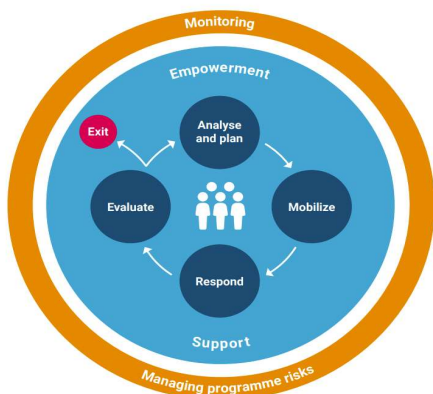 Monitoring
Empowerment
Exit
Analyse
and plan
Evaluate
Mobilize
Respond
Support
Managing programme risks